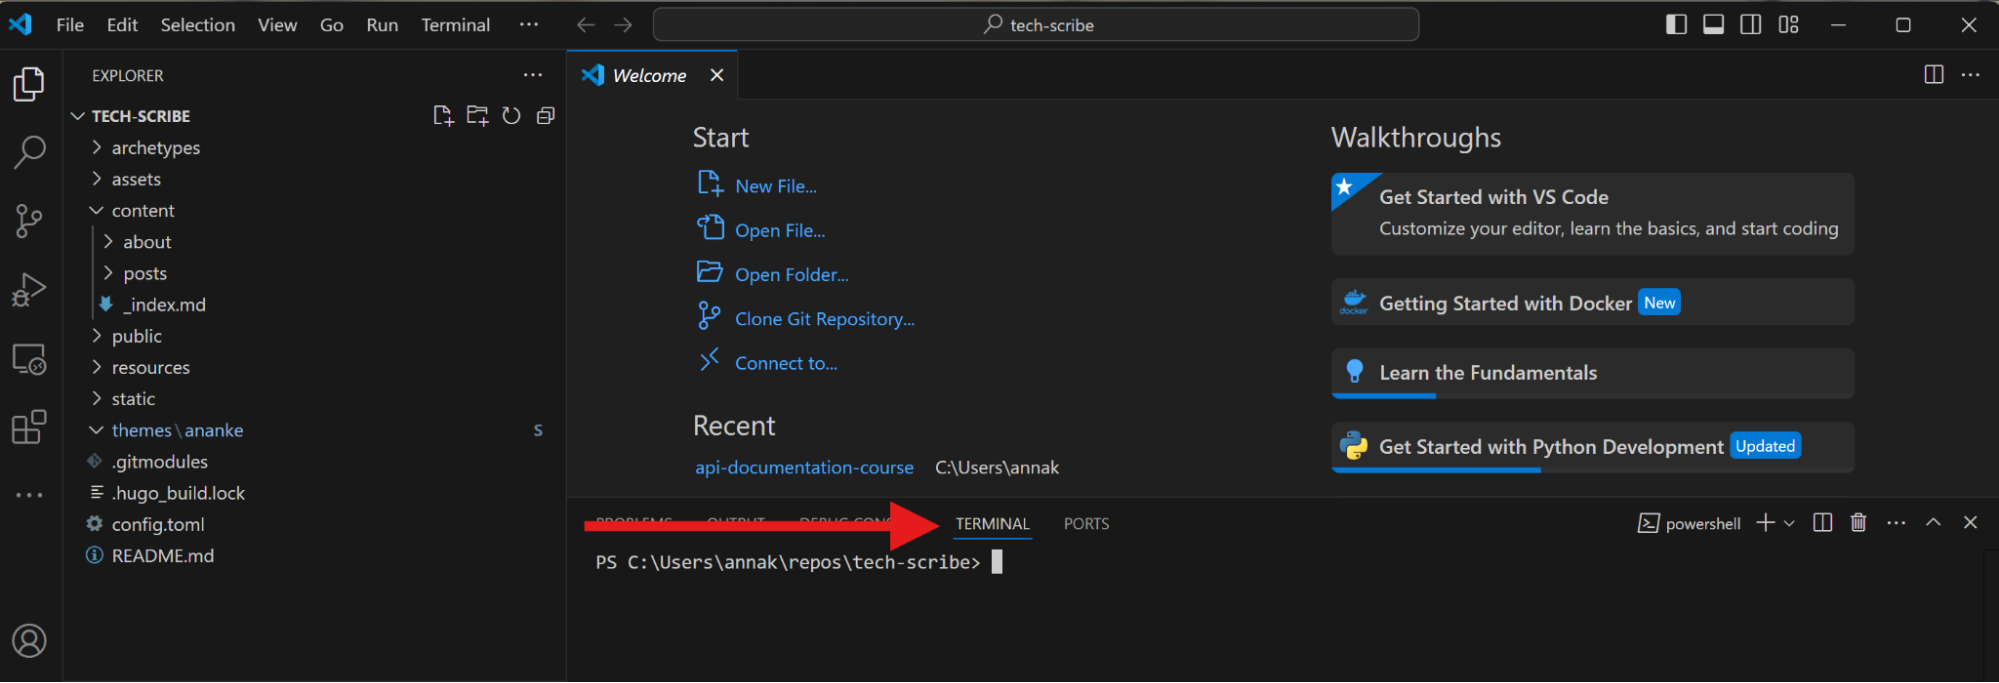 File Edit Selection View Go Run Terminal ···
tech-scribe
EXPLORER
TECH-SCRIBE
archetypes
assets
content
about
posts
_index.md
public
resources
static
themes\ananke S
.gitmodules
.hugo_build.lock
config.toml
README.md
Welcome
Start
New File...
Open File...
Open Folder...
Clone Git Repository...
Connect to...
Recent
api-documentation-course C:\Users\annak
Walkthroughs
Get Started with VS Code
Customize your editor, learn the basics, and start coding
docker
Getting Started with Docker New
Learn the Fundamentals
Get Started with Python Development Updated
TERMINAL PORTS
powershell
PS C:\Users\annak\repos\tech-scribe>